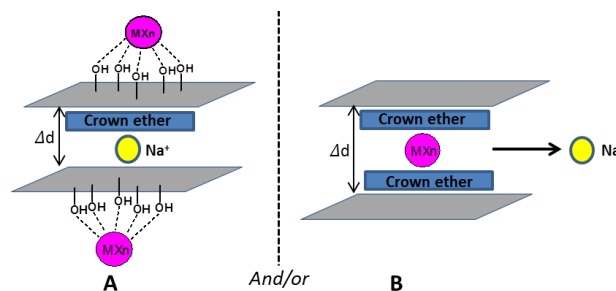 MXn
OH OH OH OH OH
Crown ether
Δd
Na⁺
OH OH OH OH OH
MXn
A
And/or
Crown ether
Δd
MXn
Na
Crown ether
B